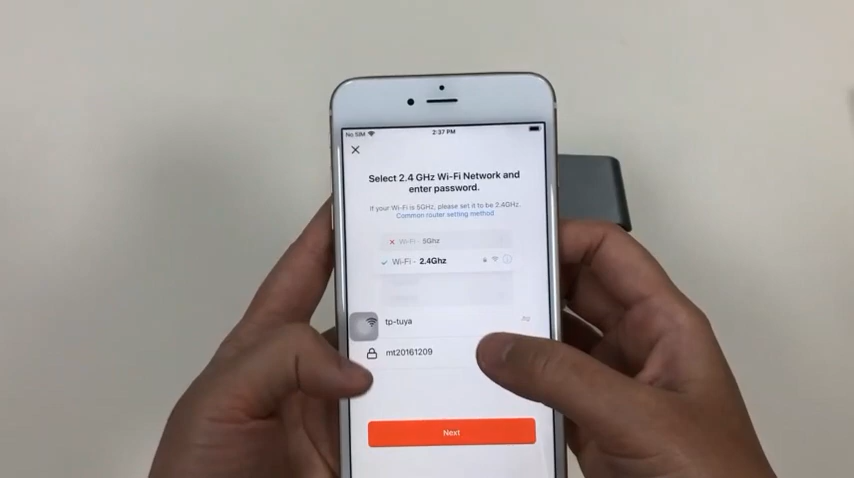 No SIM
2:37 PM
Select 2.4 GHz Wi-Fi Network and
enter password.
If your Wi-Fi is 5GHz, please set it to be 2.4GHz.
Common router setting method
Wi-Fi - 5Ghz
Wi-Fi - 2.4Ghz
tp-tuya
mt20161209
Next